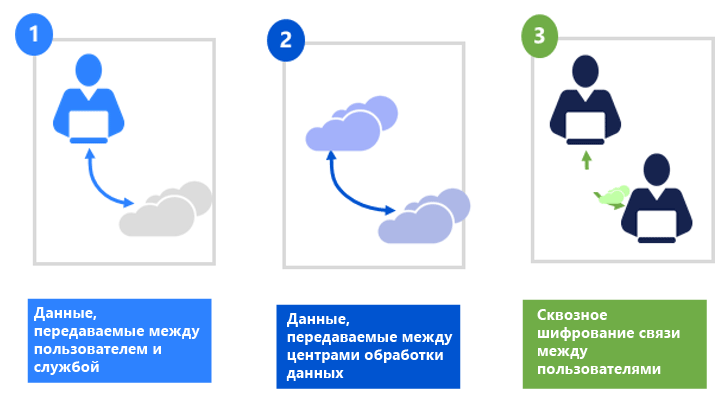 1
2
3
Данные,
передаваемые между
пользователем и
службой
Данные,
передаваемые между
центрами обработки
данных
Сквозное
шифрование связи
между
пользователями